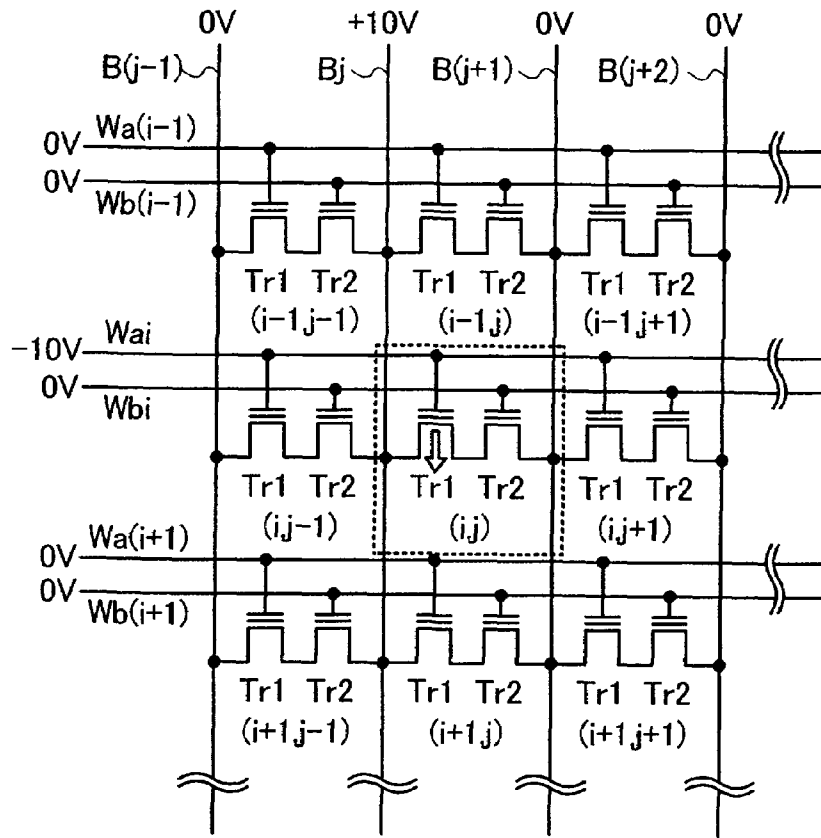 0V +10V 0V 0V
B(j-1) Bj B(j+1) B(j+2)
Wa(i-1)
0V
0V
Wb(i-1)
Tr1 Tr2 Tr1 Tr2 Tr1 Tr2
(i-1,j-1) (i-1,j) (i-1,j+1)
Wai
-10V
0V
Wbi
Tr1 Tr2 Tr1 Tr2 Tr1 Tr2
(i,j-1) (i,j) (i,j+1)
Wa(i+1)
0V
0V
Wb(i+1)
Tr1 Tr2 Tr1 Tr2 Tr1 Tr2
(i+1,j-1) (i+1,j) (i+1,j+1)